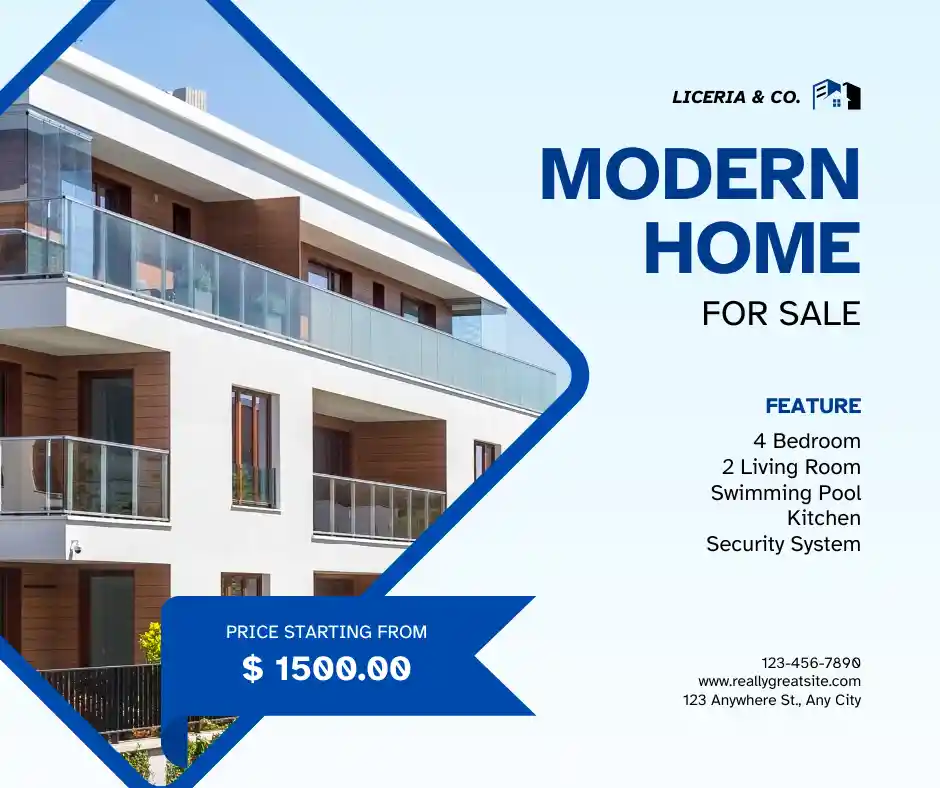 LICERIA & CO.
MODERN
HOME
FOR SALE
FEATURE
4 Bedroom
2 Living Room
Swimming Pool
Kitchen
Security System
PRICE STARTING FROM
$ 1500.00
123-456-7890
www.reallygreatsite.com
123 Anywhere St., Any City